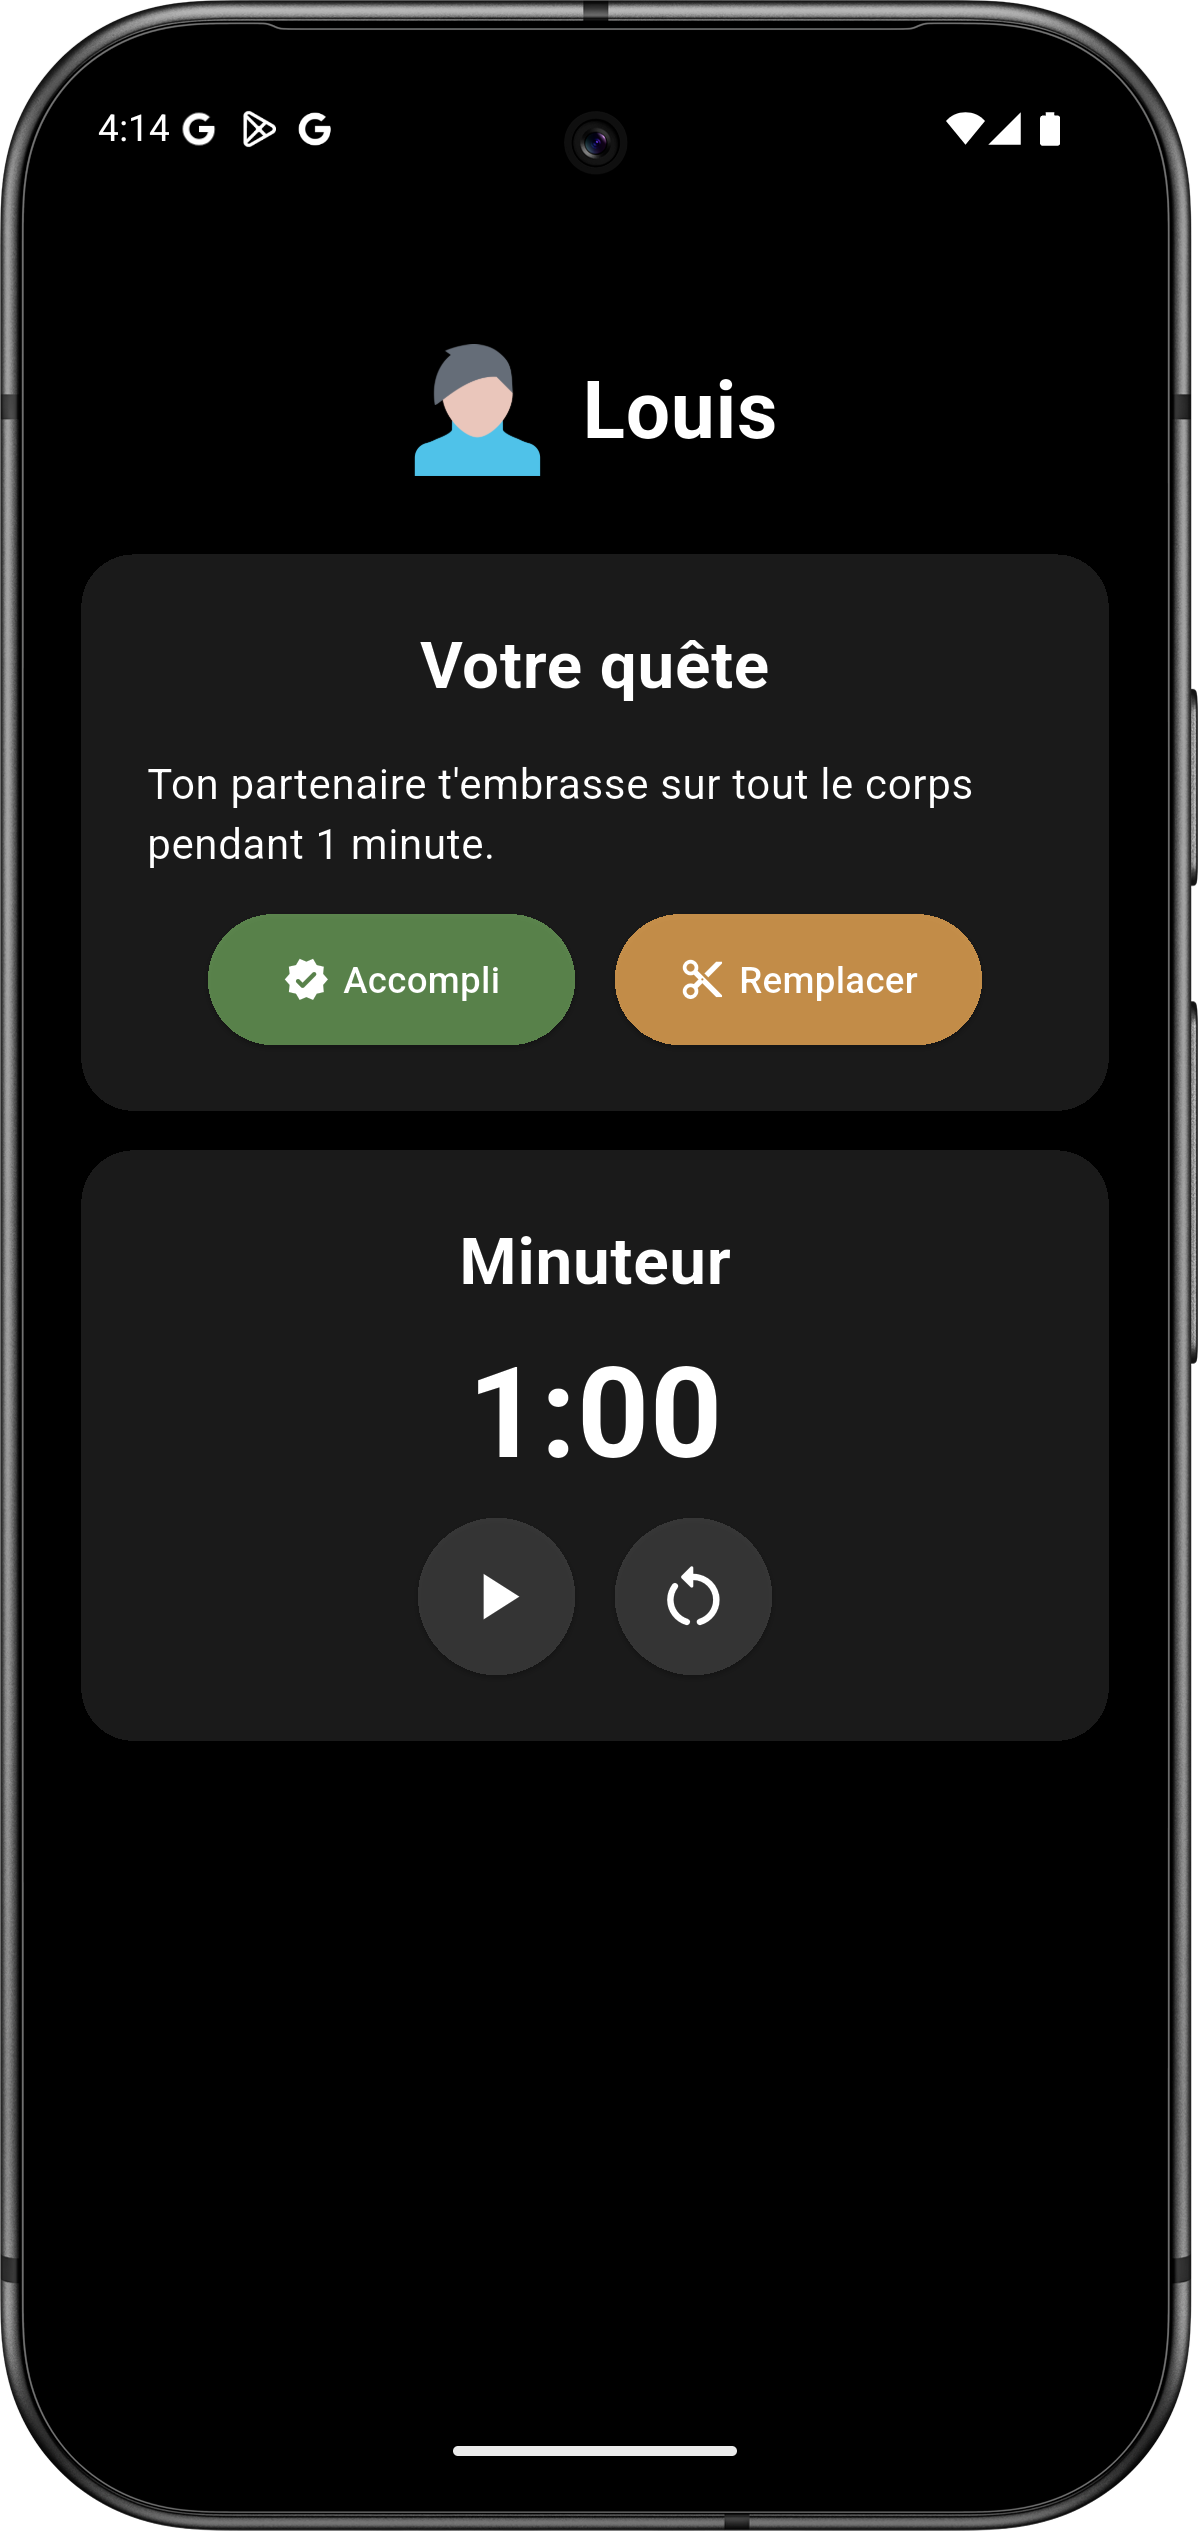 4:14
Louis
Votre quête
Ton partenaire t'embrasse sur tout le corps
pendant 1 minute.
Accompli
Remplacer
Minuteur
1:00